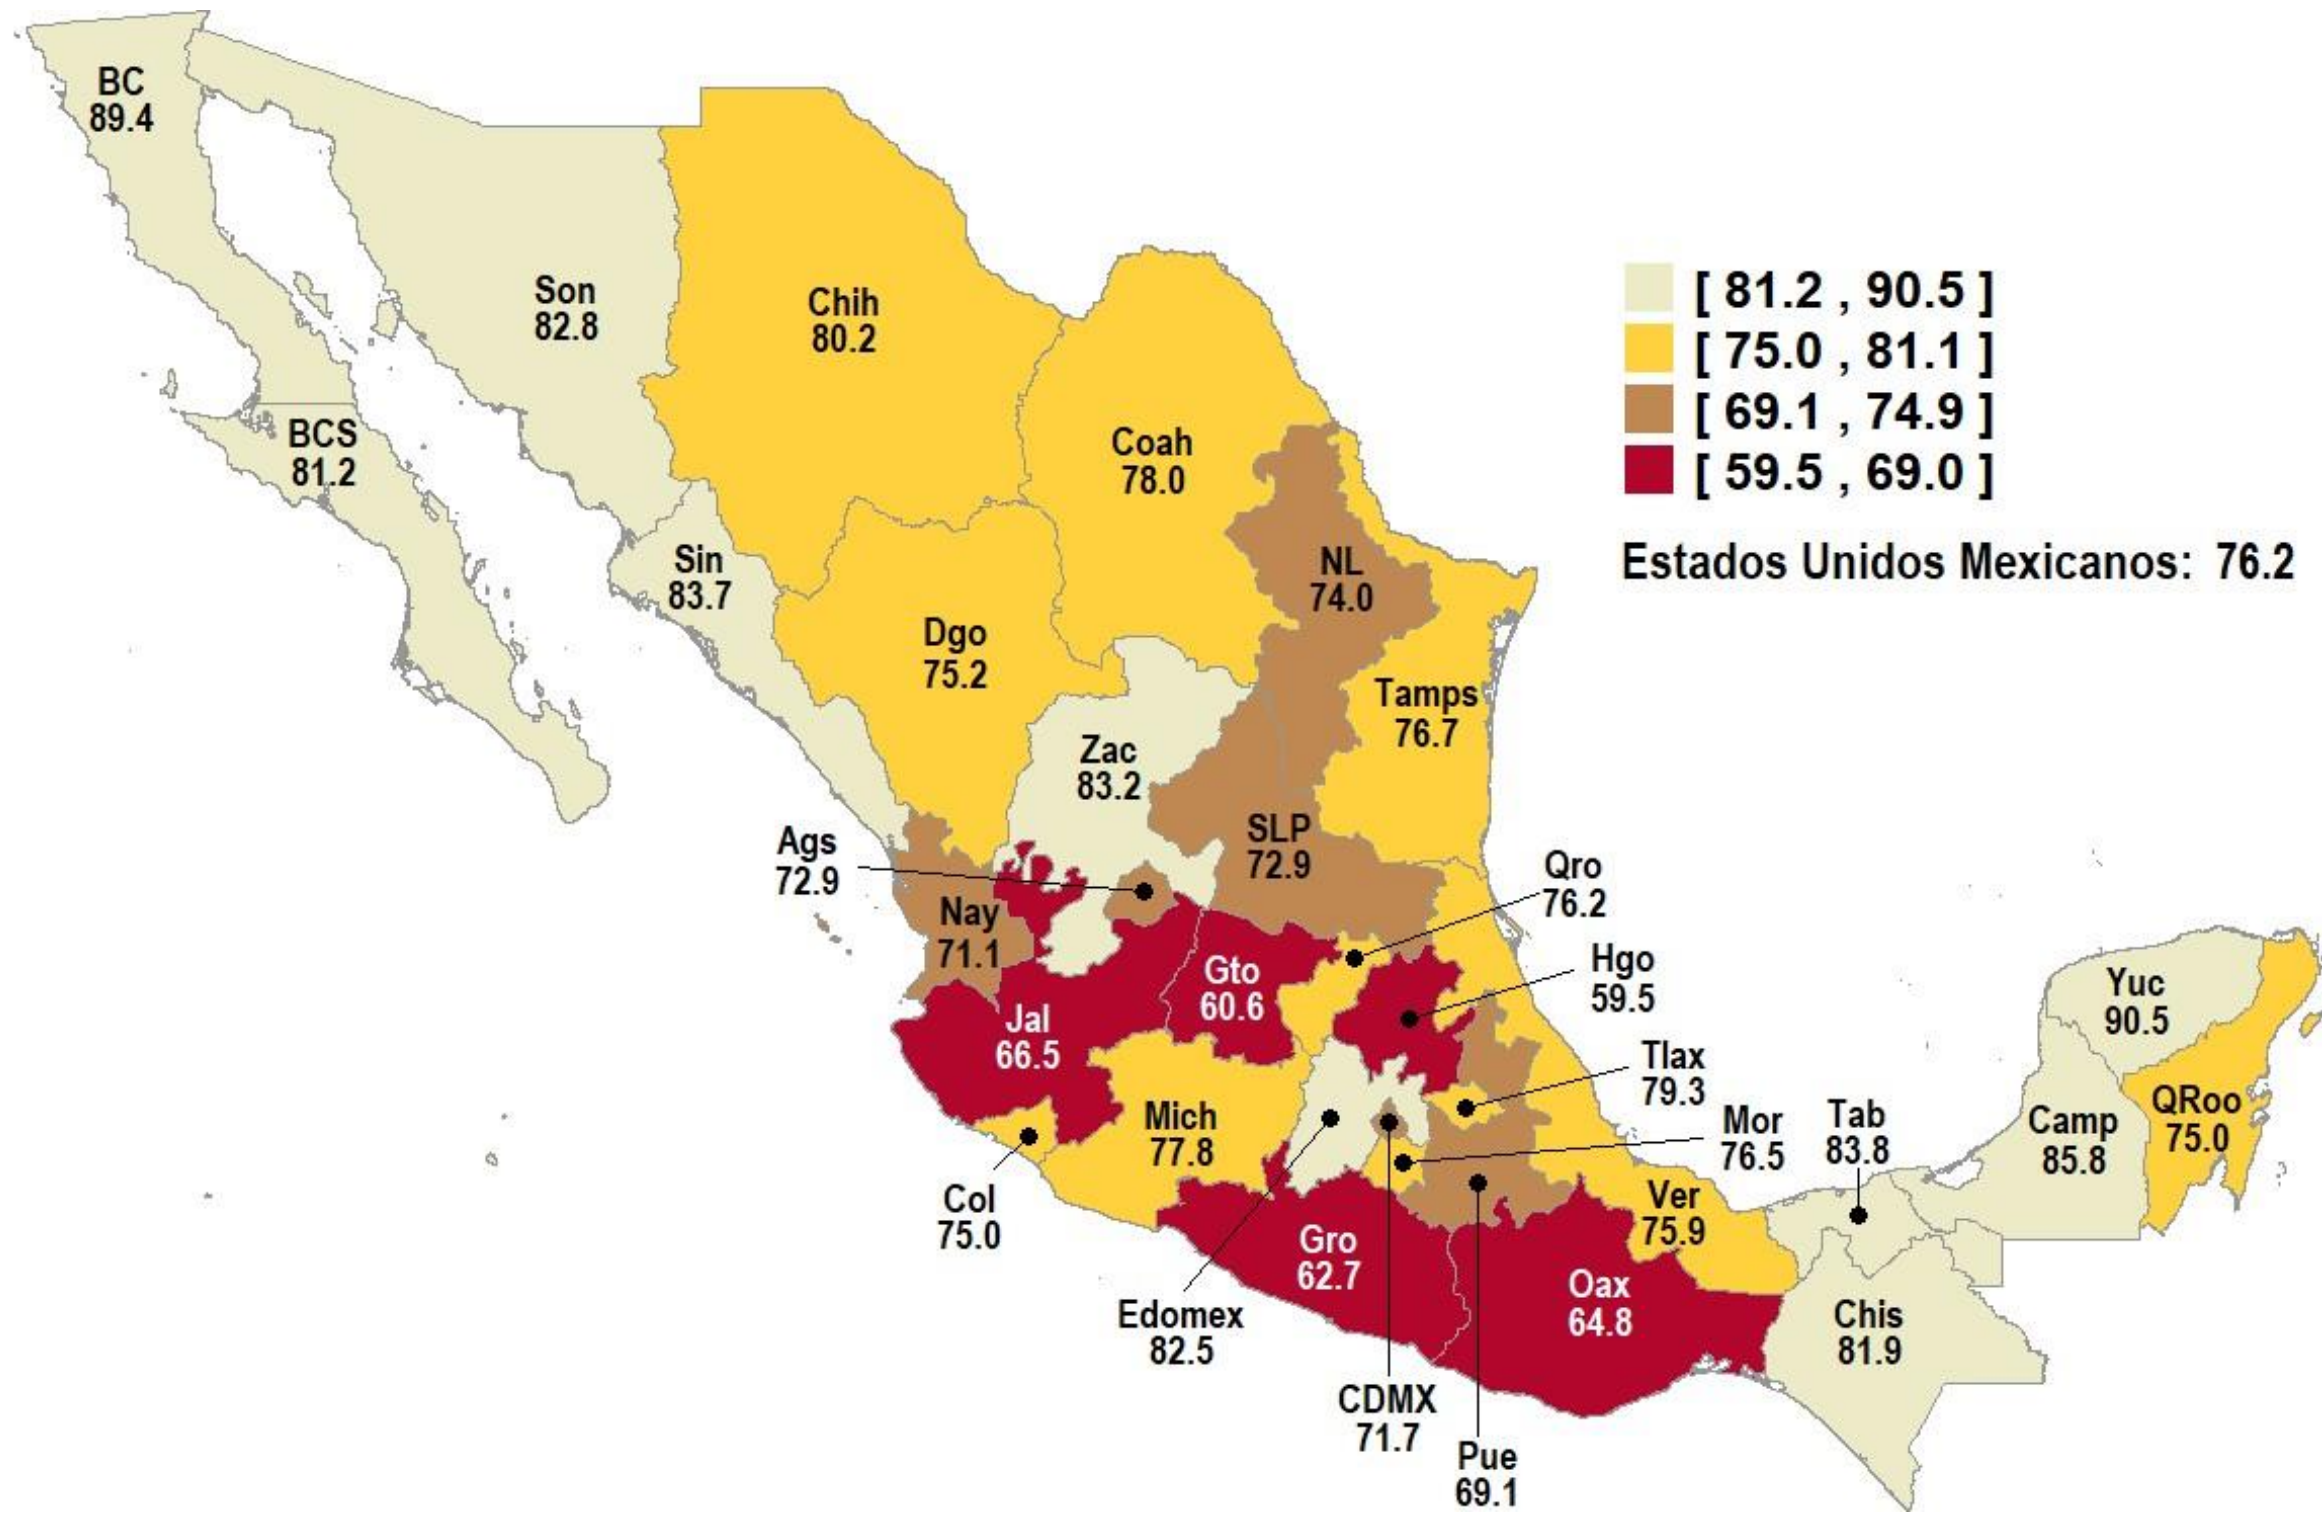 BC
89.4
Son
82.8
Chih
80.2
BCS
81.2
Coah
78.0
[ 81.2 , 90.5 ]
[ 75.0 , 81.1 ]
[ 69.1 , 74.9 ]
[ 59.5 , 69.0 ]
Estados Unidos Mexicanos: 76.2
Sin
83.7
NL
74.0
Dgo
75.2
Tamps
76.7
Zac
83.2
Ags
72.9
SLP
72.9
Qro
76.2
Nay
71.1
Gto
60.6
Hgo
59.5
Yuc
90.5
Jal
66.5
Tlax
79.3
Mich
77.8
Mor
76.5
Tab
83.8
Camp
85.8
QRoo
75.0
Col
75.0
Ver
75.9
Gro
62.7
Oax
64.8
Edomex
82.5
Chis
81.9
CDMX
71.7
Pue
69.1